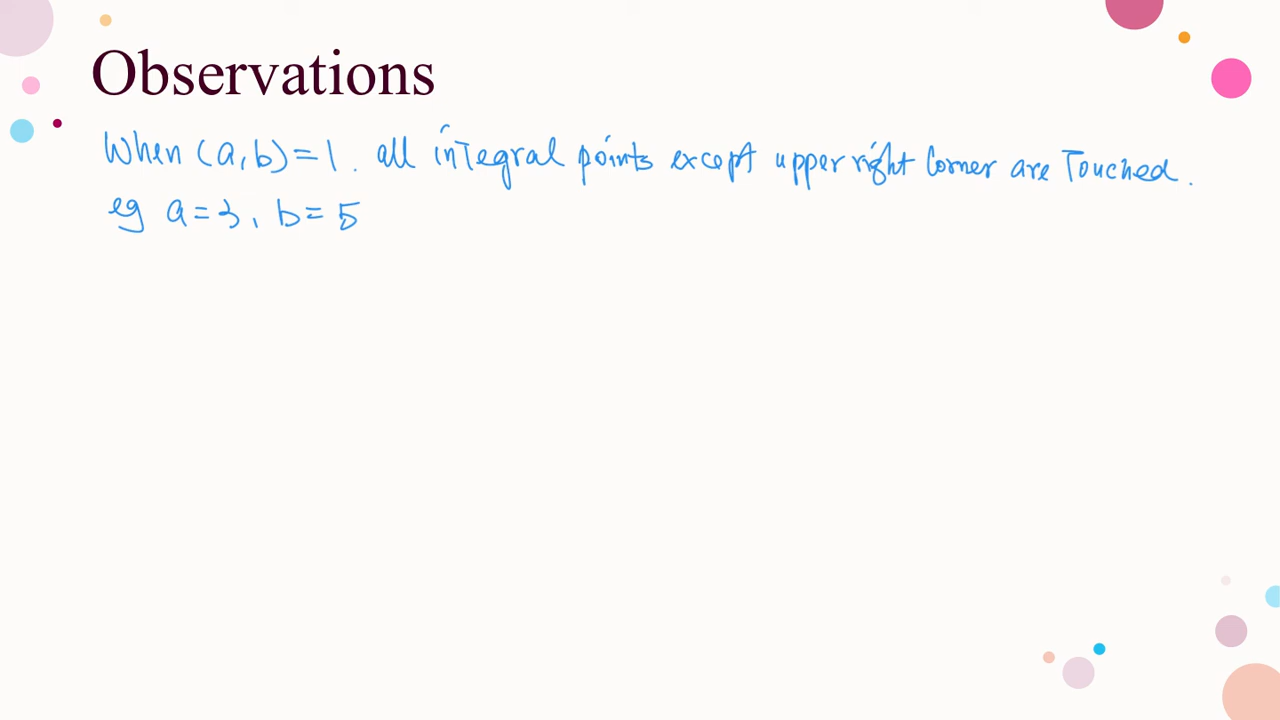 Observations
When (a,b)=1. all integral points except upper right corner are Touched.
eg a=3, b=5